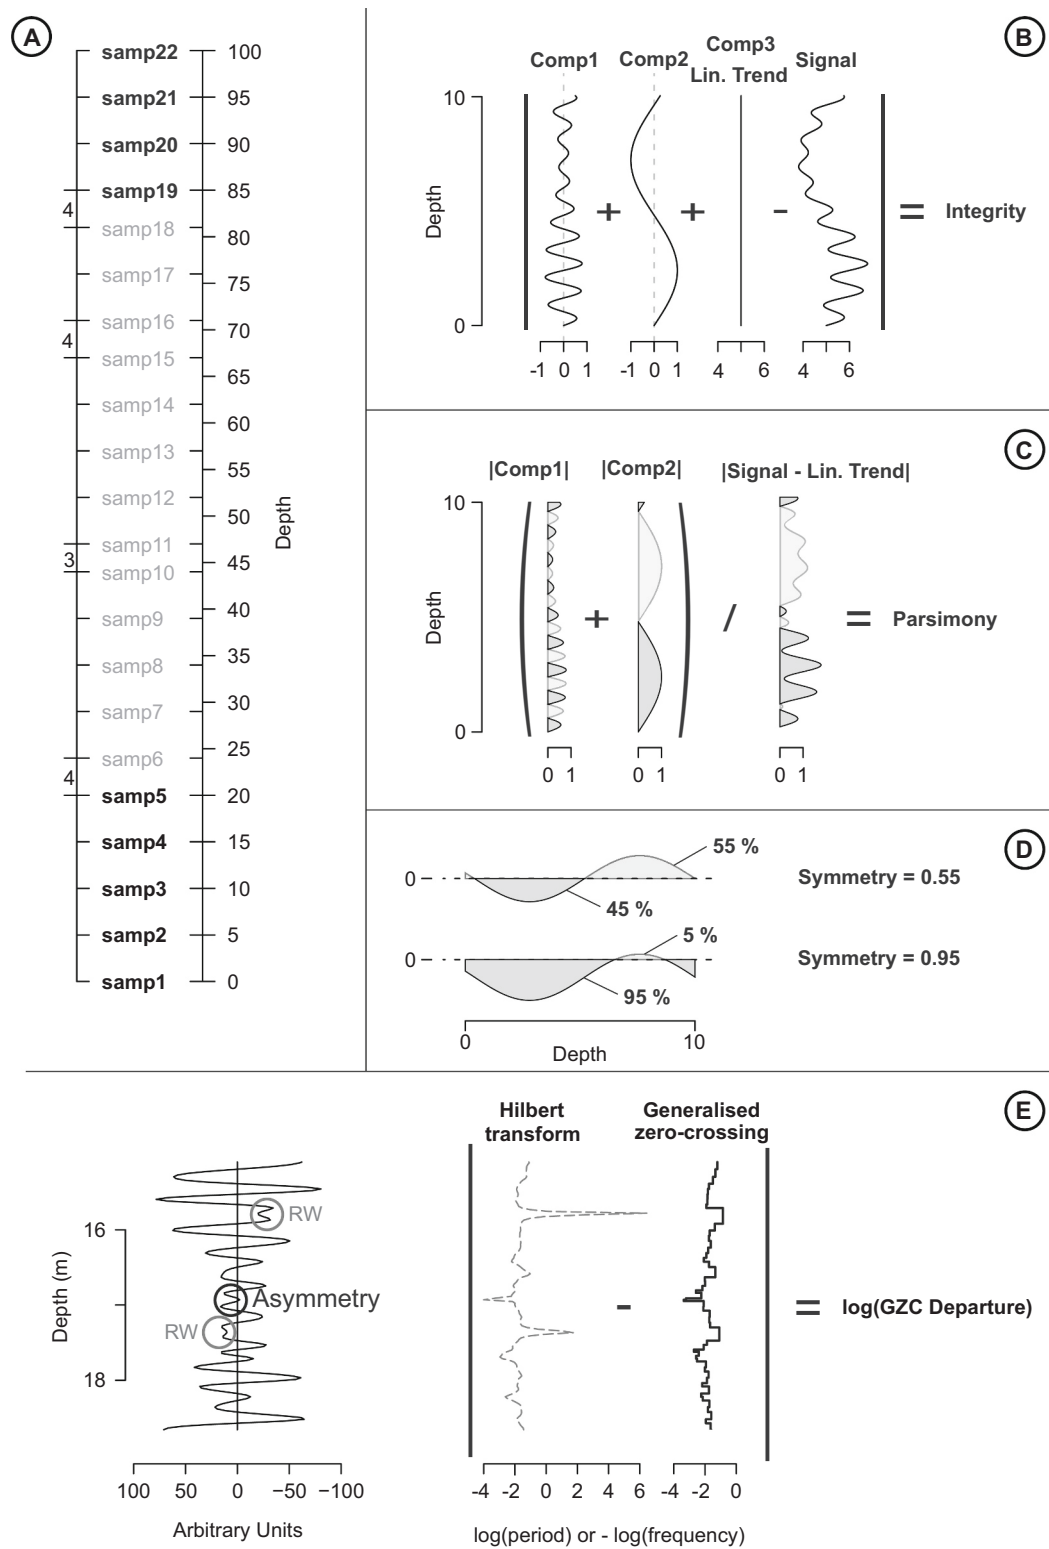 A
samp22 100
samp21 95
samp20 90
samp19 85
4
samp18 80
samp17 75
samp16 70
4
samp15 65
samp14 60
samp13 55
samp12 50
samp11 45
3
samp10 40
samp9 35
samp8 30
samp7 25
samp6 20
4
samp5 15
samp4 10
samp3 5
samp2 0
samp1
Depth
B
Comp1 Comp2 Comp3 Signal
Lin. Trend
10
Depth
0
+ + - = Integrity
-1 0 1 -1 0 1 4 6 4 6
C
|Comp1| |Comp2| |Signal - Lin. Trend|
10
Depth
0
+ / = Parsimony
0 1 0 1 0 1
D
55 %
0 Symmetry = 0.55
45 %
5 %
0 Symmetry = 0.95
95 %
0 10
Depth
E
Hilbert transform
Generalised zero-crossing
RW
16
Depth (m)
Asymmetry
RW
18
- = log(GZC Departure)
100 50 0 −50 −100
Arbitrary Units
-4 -2 0 2 4 6 -4 -2 0
log(period) or - log(frequency)